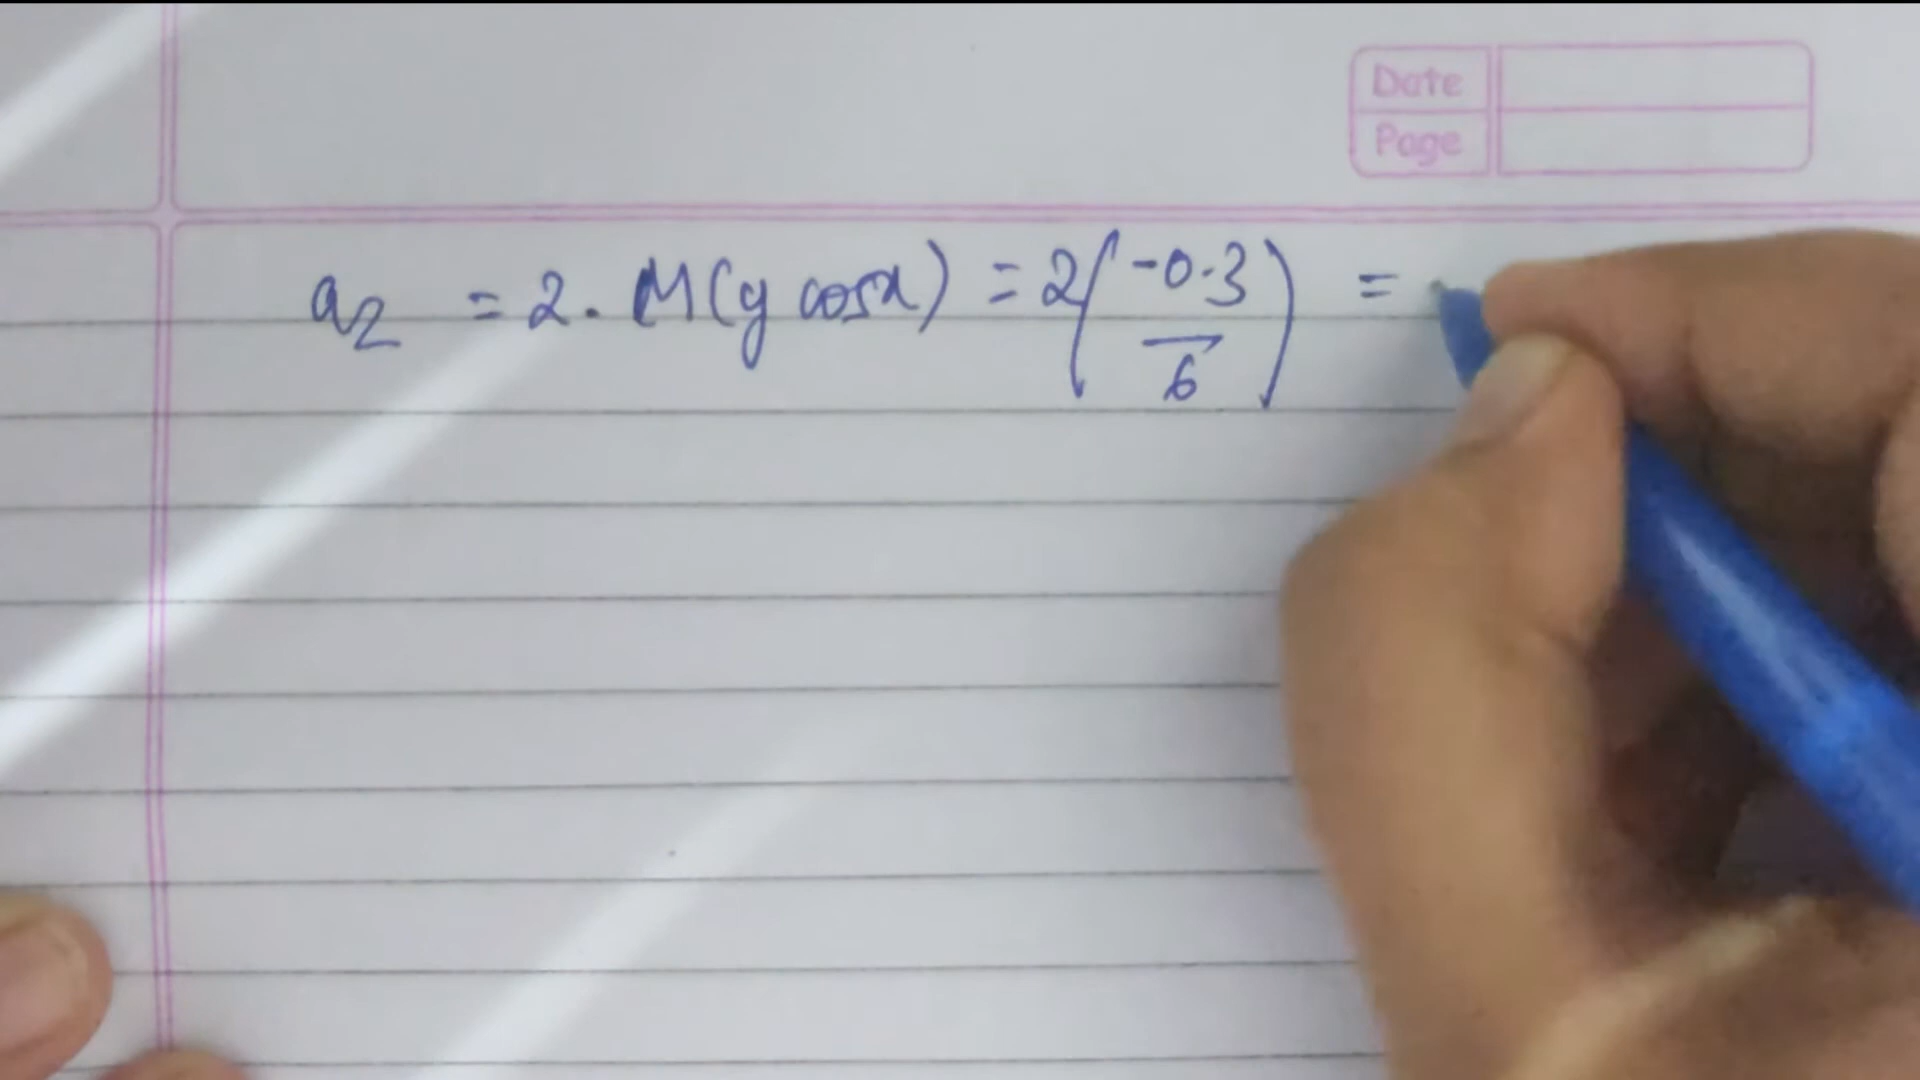 Date
Page
a2 = 2. M(y cosx) = 2(-0.3/6) =